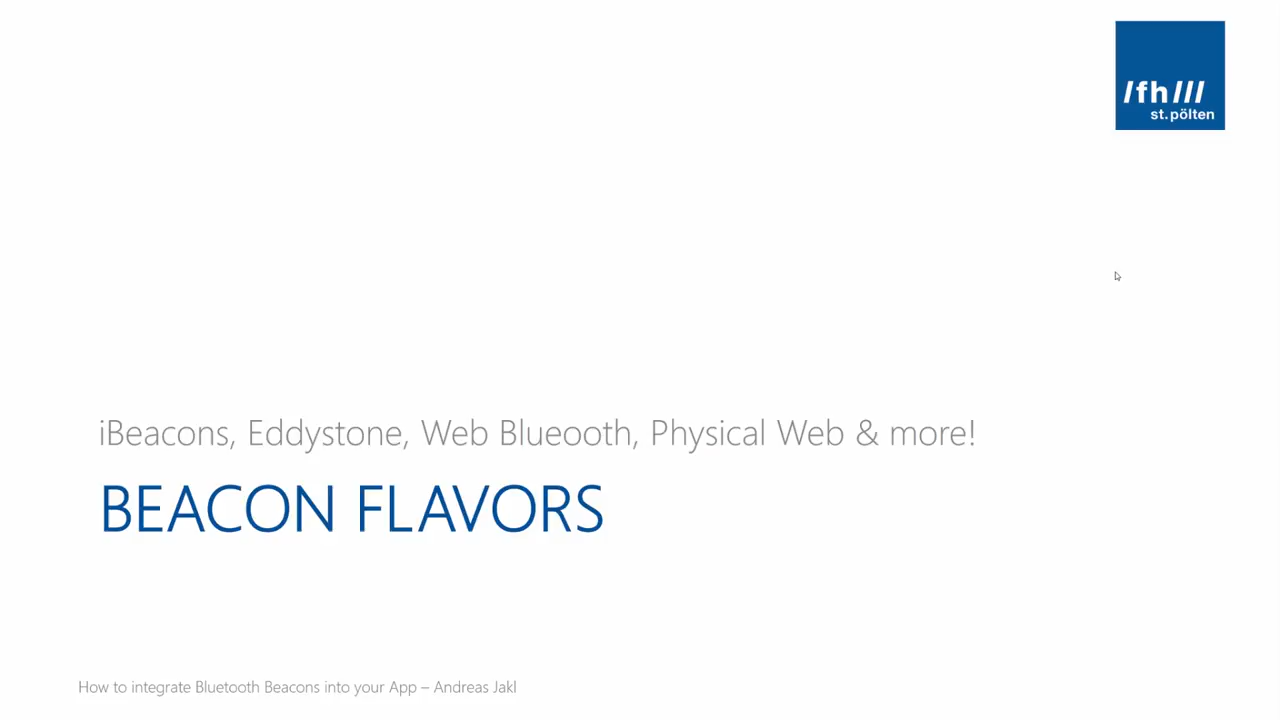 /fh///
st.pölten
iBeacons, Eddystone, Web Blueooth, Physical Web & more!
BEACON FLAVORS
How to integrate Bluetooth Beacons into your App – Andreas Jakl